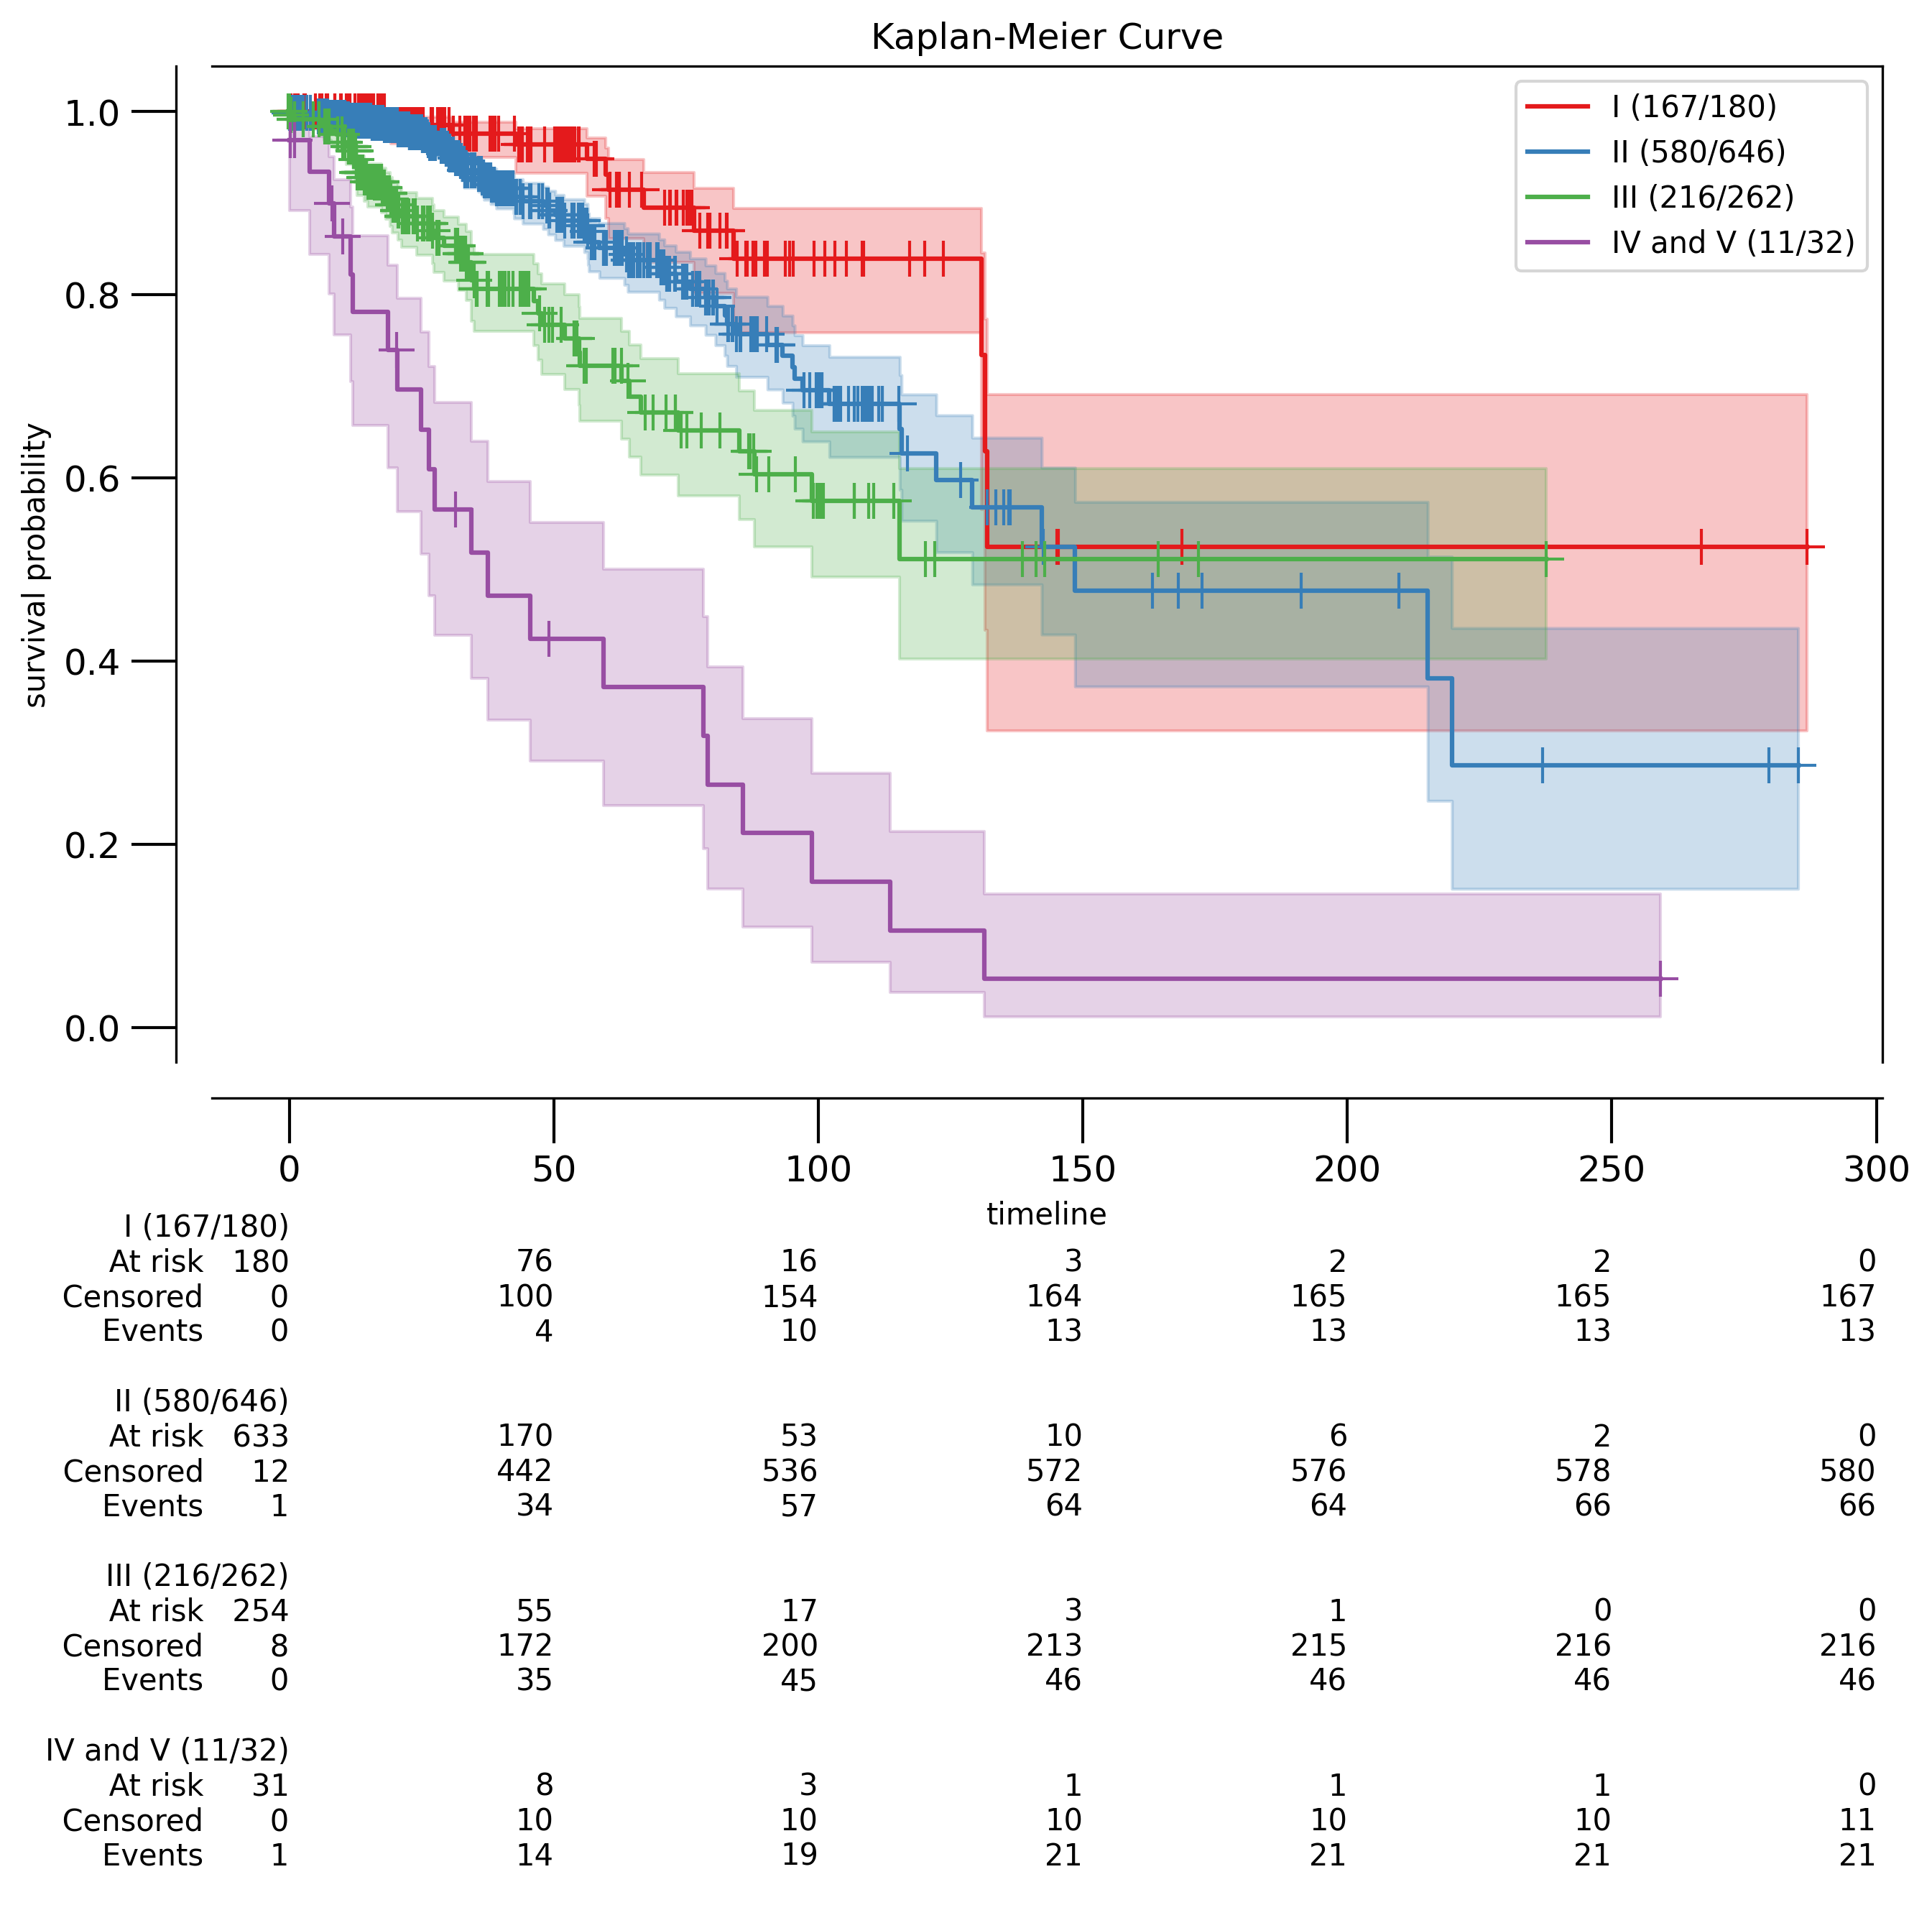 Kaplan-Meier Curve
I (167/180)
II (580/646)
III (216/262)
IV and V (11/32)
survival probability
1.0
0.8
0.6
0.4
0.2
0.0
0 50 100 150 200 250 300
timeline
I (167/180)
At risk 180 76 16 3 2 2 0
Censored 0 100 154 164 165 165 167
Events 0 4 10 13 13 13 13
II (580/646)
At risk 633 170 53 10 6 2 0
Censored 12 442 536 572 576 578 580
Events 1 34 57 64 64 66 66
III (216/262)
At risk 254 55 17 3 1 0 0
Censored 8 172 200 213 215 216 216
Events 0 35 45 46 46 46 46
IV and V (11/32)
At risk 31 8 3 1 1 1 0
Censored 0 10 10 10 10 10 11
Events 1 14 19 21 21 21 21